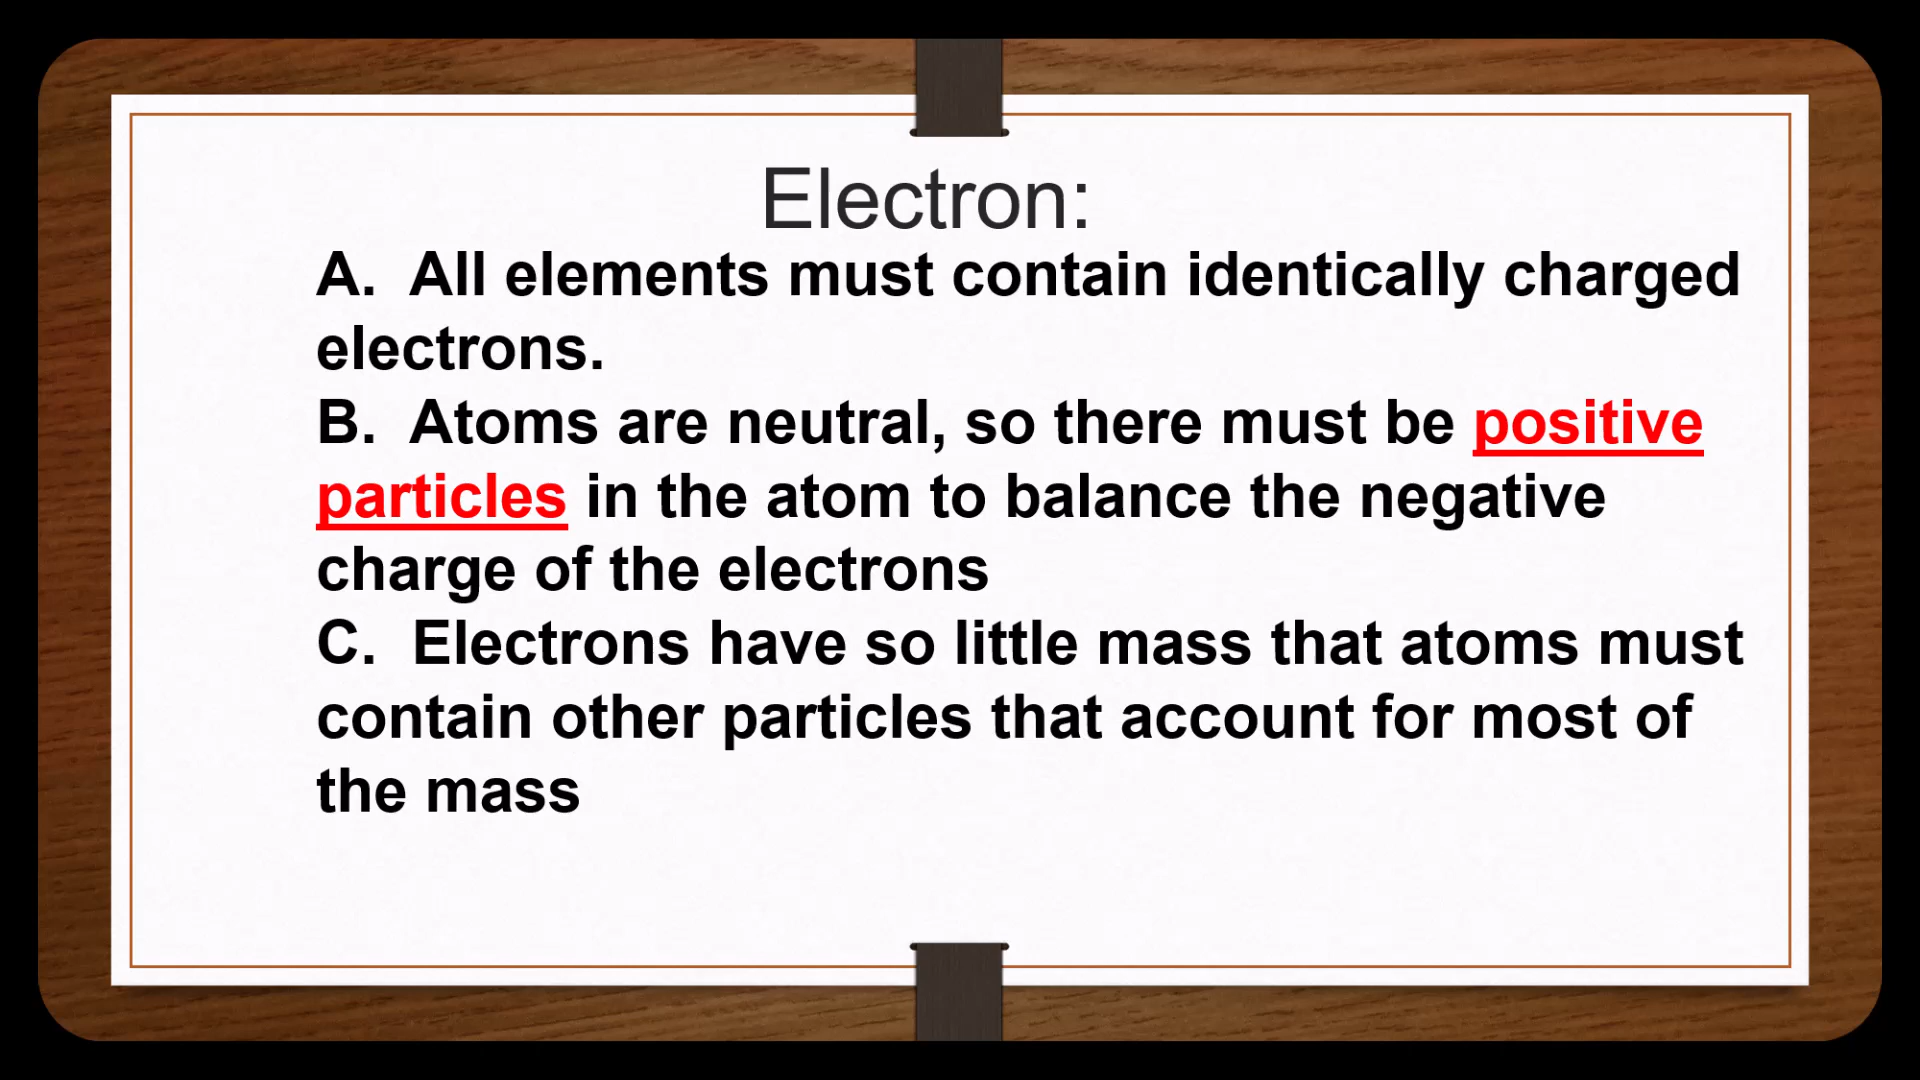 Electron:
A.  All elements must contain identically charged
electrons.
B.  Atoms are neutral, so there must be positive
particles in the atom to balance the negative
charge of the electrons
C.  Electrons have so little mass that atoms must
contain other particles that account for most of
the mass